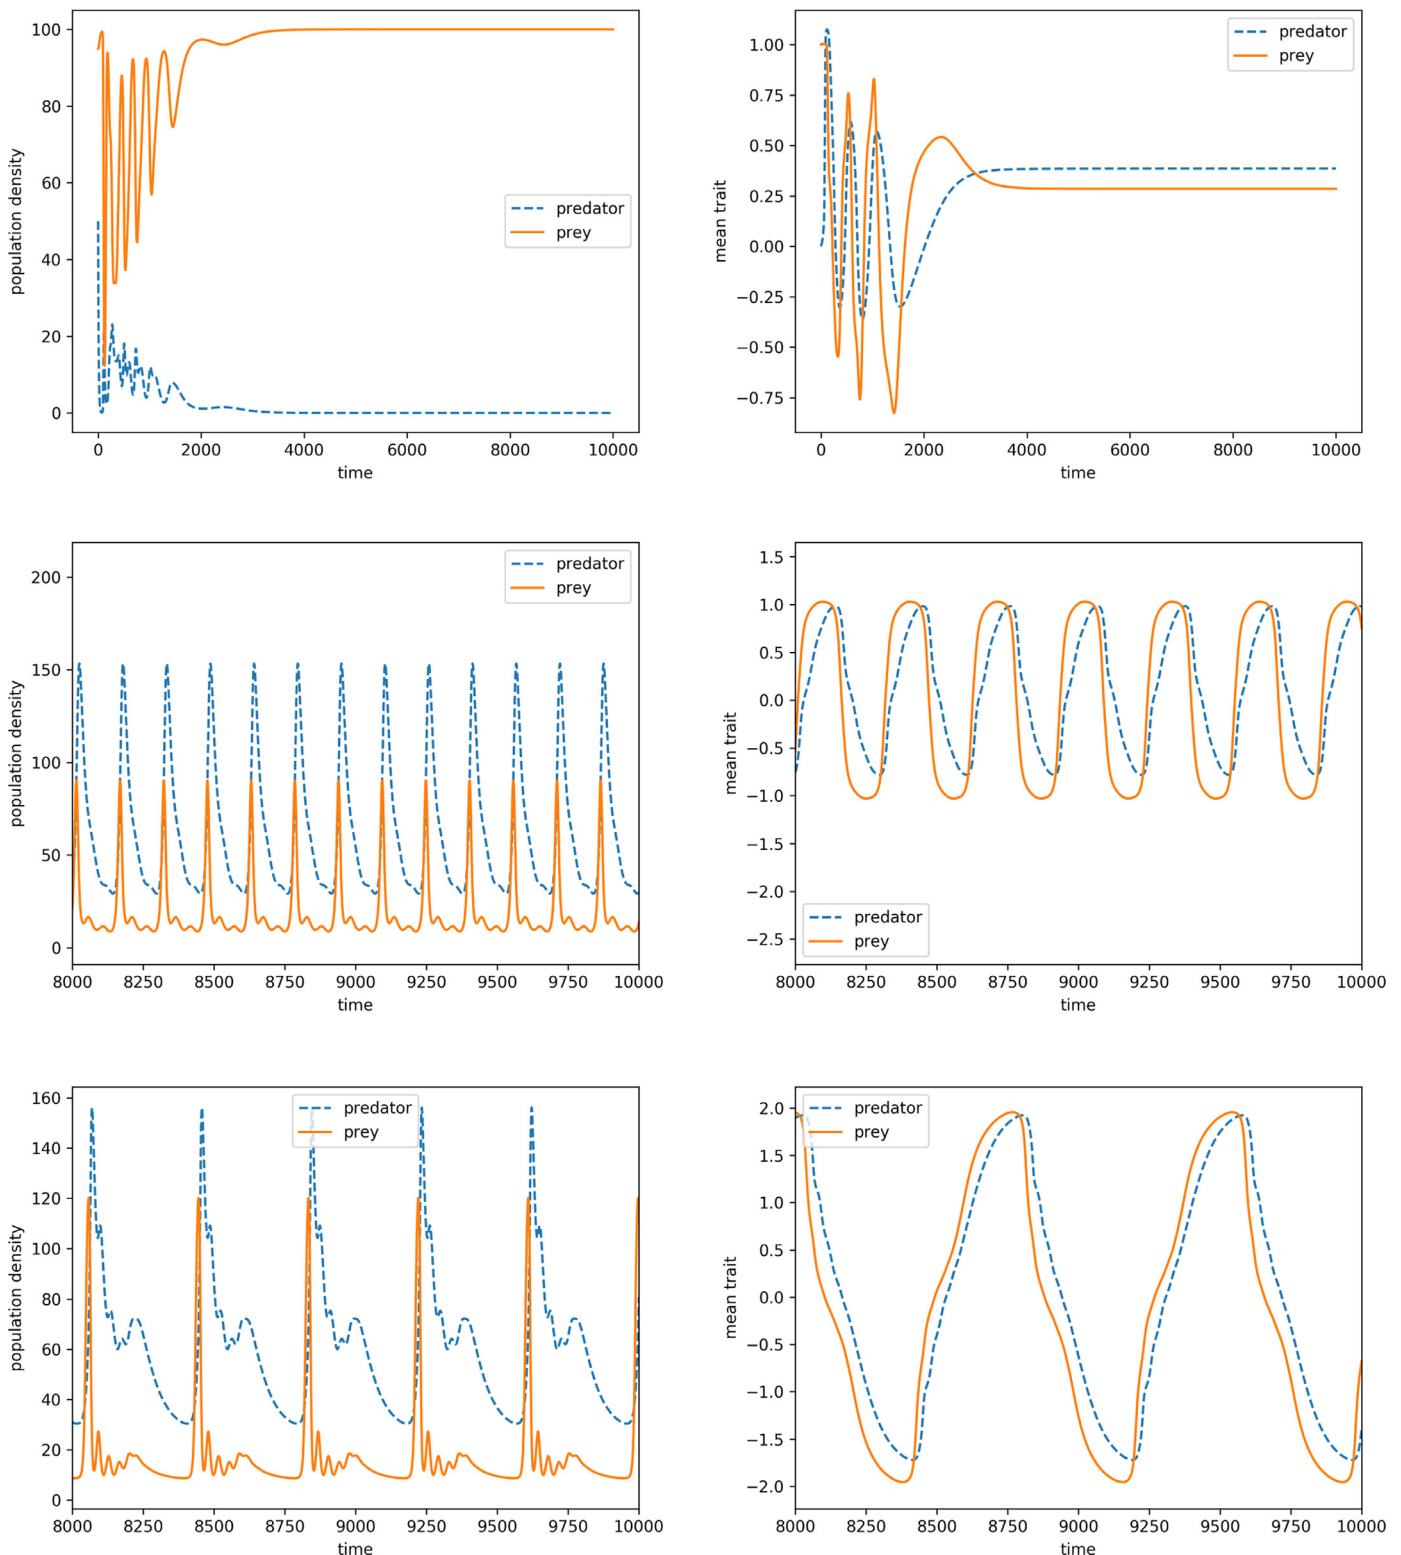 100
80
60
40
20
0
population density
predator
prey
0 2000 4000 6000 8000 10000
time
1.00
0.75
0.50
0.25
0.00
−0.25
−0.50
−0.75
mean trait
predator
prey
0 2000 4000 6000 8000 10000
time
200
150
100
50
0
population density
predator
prey
8000 8250 8500 8750 9000 9250 9500 9750 10000
time
1.5
1.0
0.5
0.0
−0.5
−1.0
−1.5
−2.0
−2.5
mean trait
predator
prey
8000 8250 8500 8750 9000 9250 9500 9750 10000
time
160
140
120
100
80
60
40
20
0
population density
predator
prey
8000 8250 8500 8750 9000 9250 9500 9750 10000
time
2.0
1.5
1.0
0.5
0.0
−0.5
−1.0
−1.5
−2.0
mean trait
predator
prey
8000 8250 8500 8750 9000 9250 9500 9750 10000
time